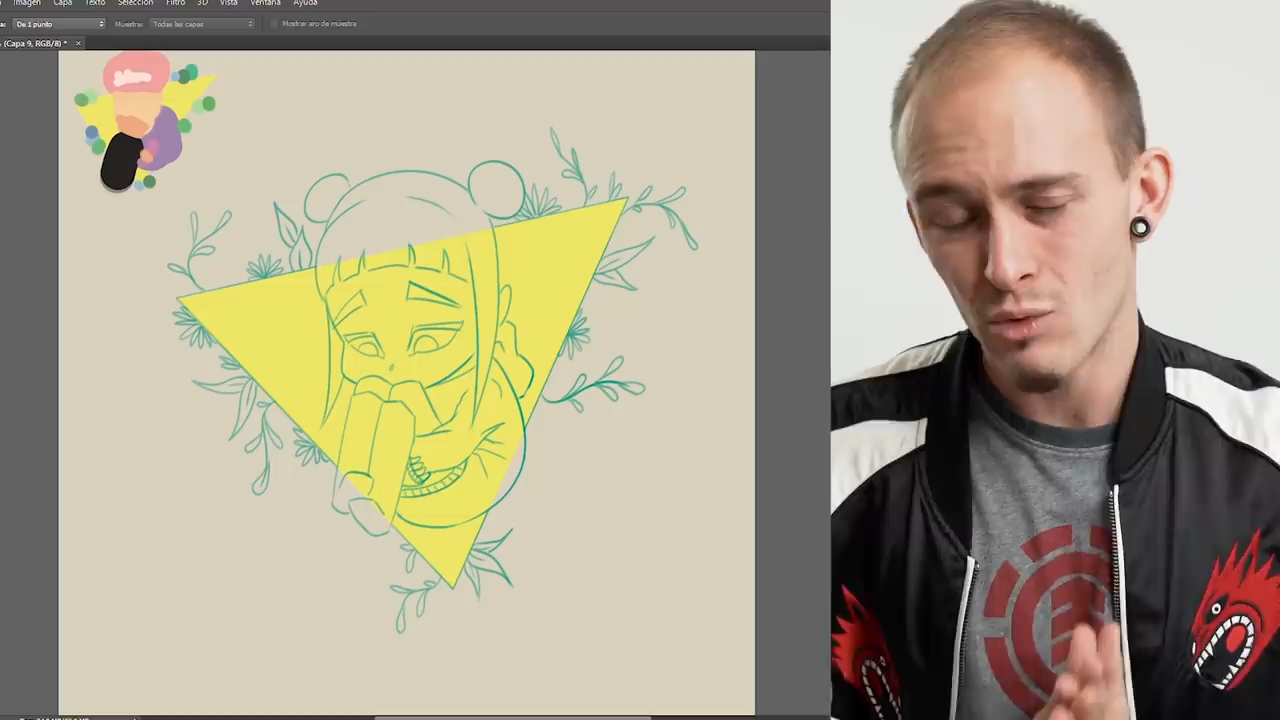 Imagen Capa Texto Selección Filtro 3D Vista Ventana Ayuda
De 1 punto Muestra: Todas las capas Mostrar aro de muestra
(Capa 9, RGB/8) * ×